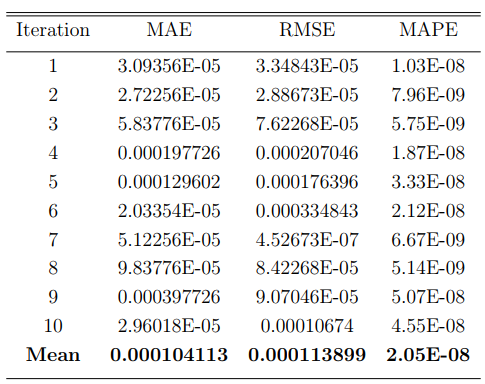 Iteration MAE RMSE MAPE
1 3.09356E-05 3.34843E-05 1.03E-08
2 2.72256E-05 2.88673E-05 7.96E-09
3 5.83776E-05 7.62268E-05 5.75E-09
4 0.000197726 0.000207046 1.87E-08
5 0.000129602 0.000176396 3.33E-08
6 2.03354E-05 0.000334843 2.12E-08
7 5.12256E-05 4.52673E-07 6.67E-09
8 9.83776E-05 8.42268E-05 5.14E-09
9 0.000397726 9.07046E-05 5.07E-08
10 2.96018E-05 0.00010674 4.55E-08
Mean 0.000104113 0.000113899 2.05E-08